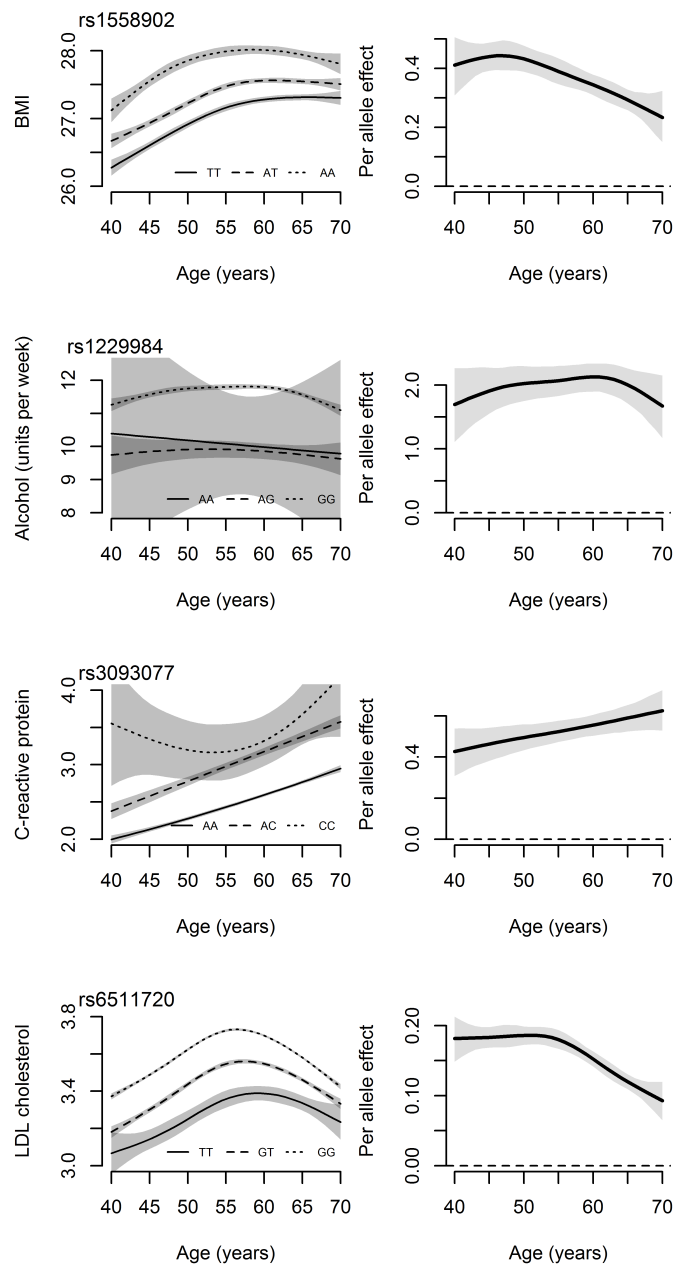 rs1558902
BMI
26.0 27.0 28.0
TT AT AA
40 45 50 55 60 65 70
Age (years)
Per allele effect
0.0 0.2 0.4
40 50 60 70
Age (years)
rs1229984
Alcohol (units per week)
8 9 10 12
AA AG GG
40 45 50 55 60 65 70
Age (years)
Per allele effect
0.0 1.0 2.0
40 50 60 70
Age (years)
rs3093077
C-reactive protein
2.0 3.0 4.0
AA AC CC
40 45 50 55 60 65 70
Age (years)
Per allele effect
0.0 0.4
40 50 60 70
Age (years)
rs6511720
LDL cholesterol
3.0 3.4 3.8
TT GT GG
40 45 50 55 60 65 70
Age (years)
Per allele effect
0.00 0.10 0.20
40 50 60 70
Age (years)